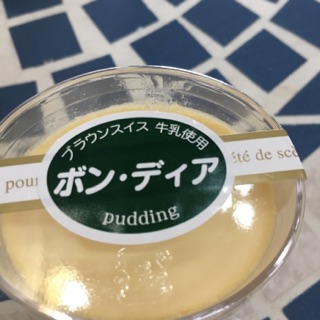 ブラウンスイス 牛乳使用
pour
ボン・ディア
été de sce
pudding